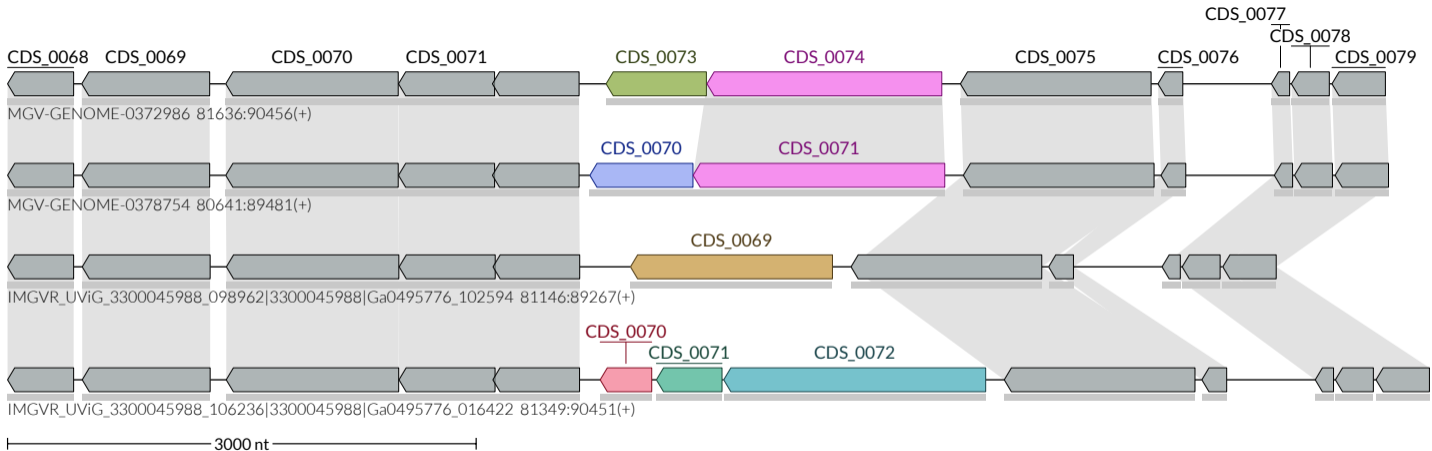 CDS_0077
CDS_0078
CDS_0068 CDS_0069 CDS_0070 CDS_0071 CDS_0073 CDS_0074 CDS_0075 CDS_0076 CDS_0079
MGV-GENOME-0372986 81636:90456(+)
CDS_0070 CDS_0071
MGV-GENOME-0378754 80641:89481(+)
CDS_0069
IMGVR_UViG_3300045988_098962|3300045988|Ga0495776_102594 81146:89267(+)
CDS_0070
CDS_0071 CDS_0072
IMGVR_UViG_3300045988_106236|3300045988|Ga0495776_016422 81349:90451(+)
3000 nt